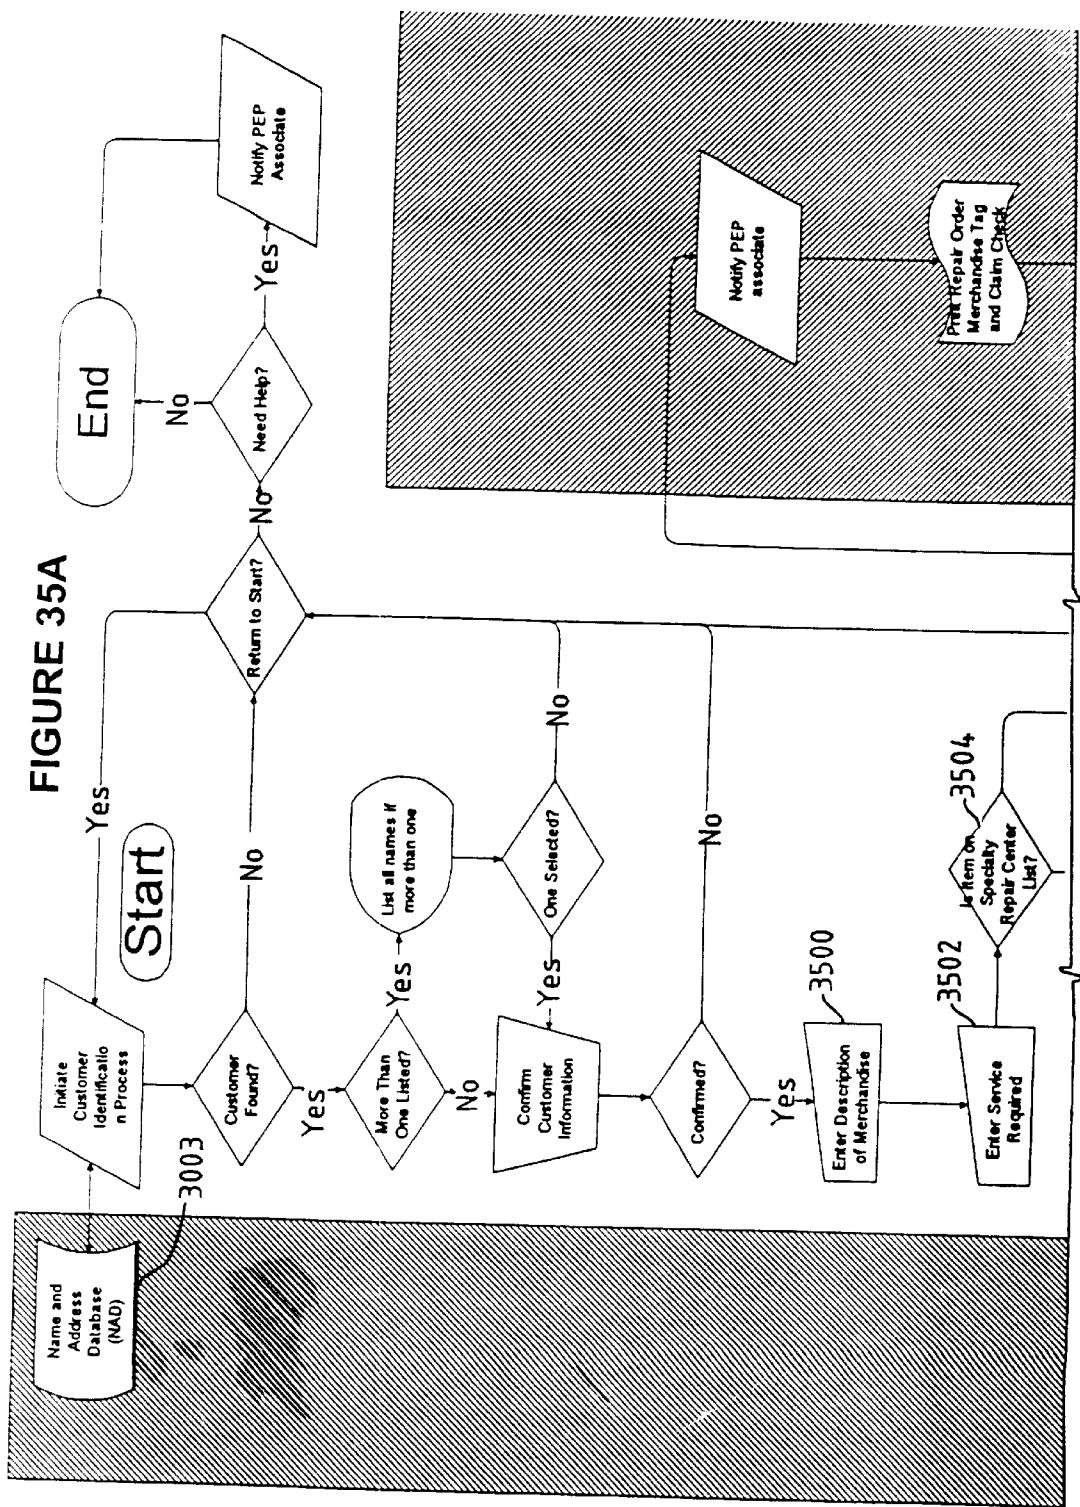 FIGURE 35A
Name and
Address
Database
(NAD)
3003
Initiate
Customer
Identificatio
n Process
Start
Yes
Customer
Found?
No
Return to Start?
No
Need Help?
No
End
Yes
Notify PEP
Associate
Yes
More Than
One Listed?
Yes
List all names if
more than one
No
Confirm
Customer
Information
Yes
One Selected?
No
Confirmed?
No
Yes
Enter Description
of Merchandise
3500
Enter Service
Required
3502
Is Item on
Specialty
Repair Center
List?
3504
Notify PEP
associate
Print Repair Order
Merchandise Tag
and Claim Check